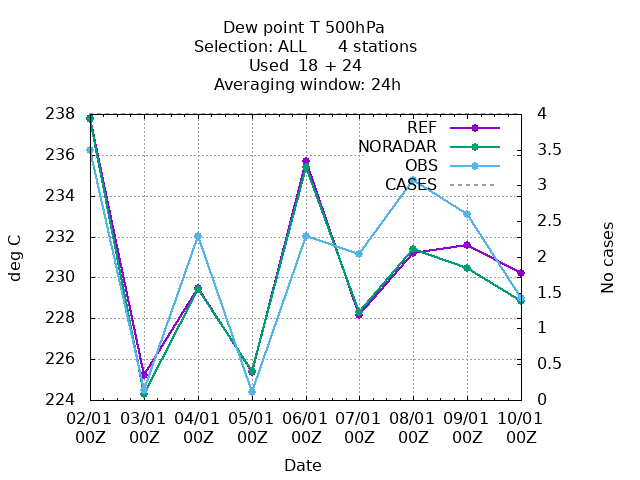 Dew point T 500hPa
Selection: ALL      4 stations
Used  18 + 24
Averaging window: 24h
238
236
234
232
230
228
226
224
4
3.5
3
2.5
2
1.5
1
0.5
0
REF
NORADAR
OBS
CASES
deg C
No cases
02/01 03/01 04/01 05/01 06/01 07/01 08/01 09/01 10/01
00Z 00Z 00Z 00Z 00Z 00Z 00Z 00Z 00Z
Date